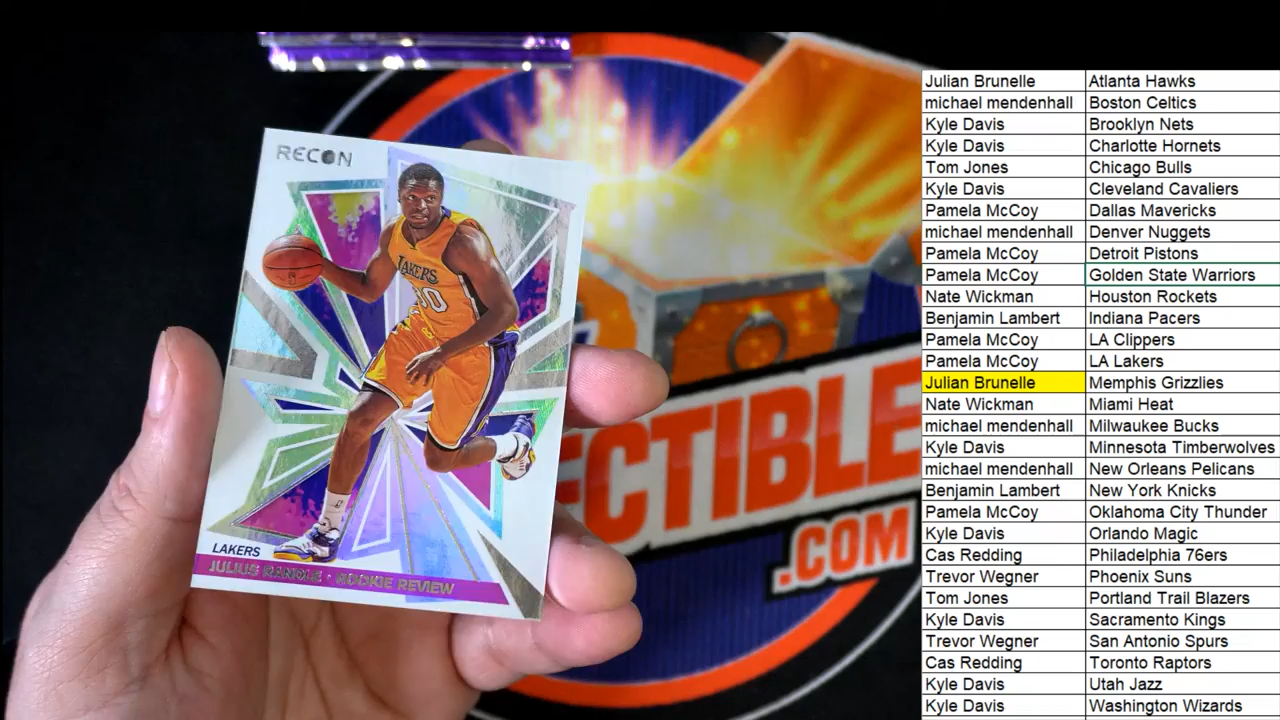 RECON
LAKERS
30
LAKERS
JULIUS RANDLE · ROOKIE REVIEW
ECTIBLE
.COM
Julian Brunelle Atlanta Hawks
michael mendenhall Boston Celtics
Kyle Davis Brooklyn Nets
Kyle Davis Charlotte Hornets
Tom Jones Chicago Bulls
Kyle Davis Cleveland Cavaliers
Pamela McCoy Dallas Mavericks
michael mendenhall Denver Nuggets
Pamela McCoy Detroit Pistons
Pamela McCoy Golden State Warriors
Nate Wickman Houston Rockets
Benjamin Lambert Indiana Pacers
Pamela McCoy LA Clippers
Pamela McCoy LA Lakers
Julian Brunelle Memphis Grizzlies
Nate Wickman Miami Heat
michael mendenhall Milwaukee Bucks
Kyle Davis Minnesota Timberwolves
michael mendenhall New Orleans Pelicans
Benjamin Lambert New York Knicks
Pamela McCoy Oklahoma City Thunder
Kyle Davis Orlando Magic
Cas Redding Philadelphia 76ers
Trevor Wegner Phoenix Suns
Tom Jones Portland Trail Blazers
Kyle Davis Sacramento Kings
Trevor Wegner San Antonio Spurs
Cas Redding Toronto Raptors
Kyle Davis Utah Jazz
Kyle Davis Washington Wizards